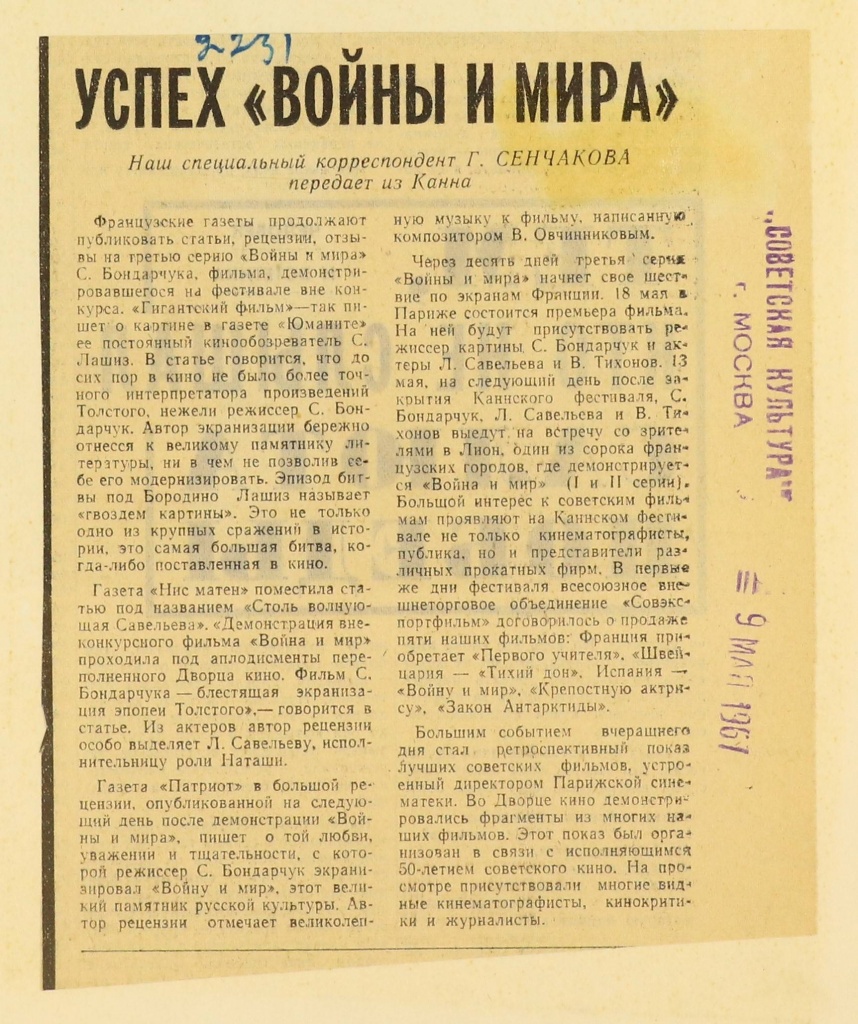 2231
УСПЕХ «ВОЙНЫ И МИРА»
Наш специальный корреспондент Г. СЕНЧАКОВА
передает из Канна
Французские газеты продолжают
публиковать статьи, рецензии, отзы-
вы на третью серию «Войны и мира»
С. Бондарчука, фильма, демонстри-
ровавшегося на фестивале вне кон-
курса. «Гигантский фильм»—так пи-
шет о картине в газете «Юманите»
ее постоянный кинообозреватель С.
Лашиз. В статье говорится, что до
сих пор в кино не было более точ-
ного интерпретатора произведений
Толстого, нежели режиссер С. Бон-
дарчук. Автор экранизации бережно
отнесся к великому памятнику ли-
тературы, ни в чем не позволив се-
бе его модернизировать. Эпизод бит-
вы под Бородино Лашиз называет
«гвоздем картины». Это не только
одно из крупных сражений в исто-
рии, это самая большая битва, ко-
гда-либо поставленная в кино.
Газета «Нис матен» поместила ста-
тью под названием «Столь волную-
щая Савельева». «Демонстрация вне-
конкурсного фильма «Война и мир»
проходила под аплодисменты пере-
полненного Дворца кино. Фильм С.
Бондарчука — блестящая экраниза-
ция эпопеи Толстого»,— говорится в
статье. Из актеров автор рецензии
особо выделяет Л. Савельеву, испол-
нительницу роли Наташи.
Газета «Патриот» в большой ре-
цензии, опубликованной на следую-
щий день после демонстрации «Вой-
ны и мира», пишет о той любви,
уважении и тщательности, с кото-
рой режиссер С. Бондарчук экрани-
зировал «Войну и мир», этот вели-
кий памятник русской культуры. Ав-
тор рецензии отмечает великолеп-
ную музыку к фильму, написанную
композитором В. Овчинниковым.
Через десять дней третья серия
«Войны и мира» начнет свое шест-
вие по экранам Франции. 18 мая в
Париже состоится премьера фильма.
На ней будут присутствовать ре-
жиссер картины С. Бондарчук и ак-
теры Л. Савельева и В. Тихонов. 13
мая, на следующий день после за-
крытия Каннского фестиваля, С.
Бондарчук, Л. Савельева и В. Ти-
хонов выедут на встречу со зрите-
лями в Лион, один из сорока фран-
цузских городов, где демонстрирует-
ся «Война и мир» (I и II серии).
Большой интерес к советским филь-
мам проявляют на Каннском фести-
вале не только кинематографисты,
публика, но и представители раз-
личных прокатных фирм. В первые
же дни фестиваля всесоюзное вне-
шнеторговое объединение «Совэкс-
портфильм» договорилось о продаже
пяти наших фильмов: Франция при-
обретает «Первого учителя», «Швей-
цария — «Тихий дон», Испания —
«Войну и мир», «Крепостную актри-
су», «Закон Антарктиды».
Большим событием вчерашнего
дня стал ретроспективный показ
лучших советских фильмов, устро-
енный директором Парижской сине-
матеки. Во Дворце кино демонстри-
ровались фрагменты из многих на-
ших фильмов. Этот показ был орга-
низован в связи с исполняющимся
50-летием советского кино. На про-
смотре присутствовали многие вид-
ные кинематографисты, кинокрити-
ки и журналисты.
„СОВЕТСКАЯ КУЛЬТУРА"
г. МОСКВА
9 МАЯ 1967